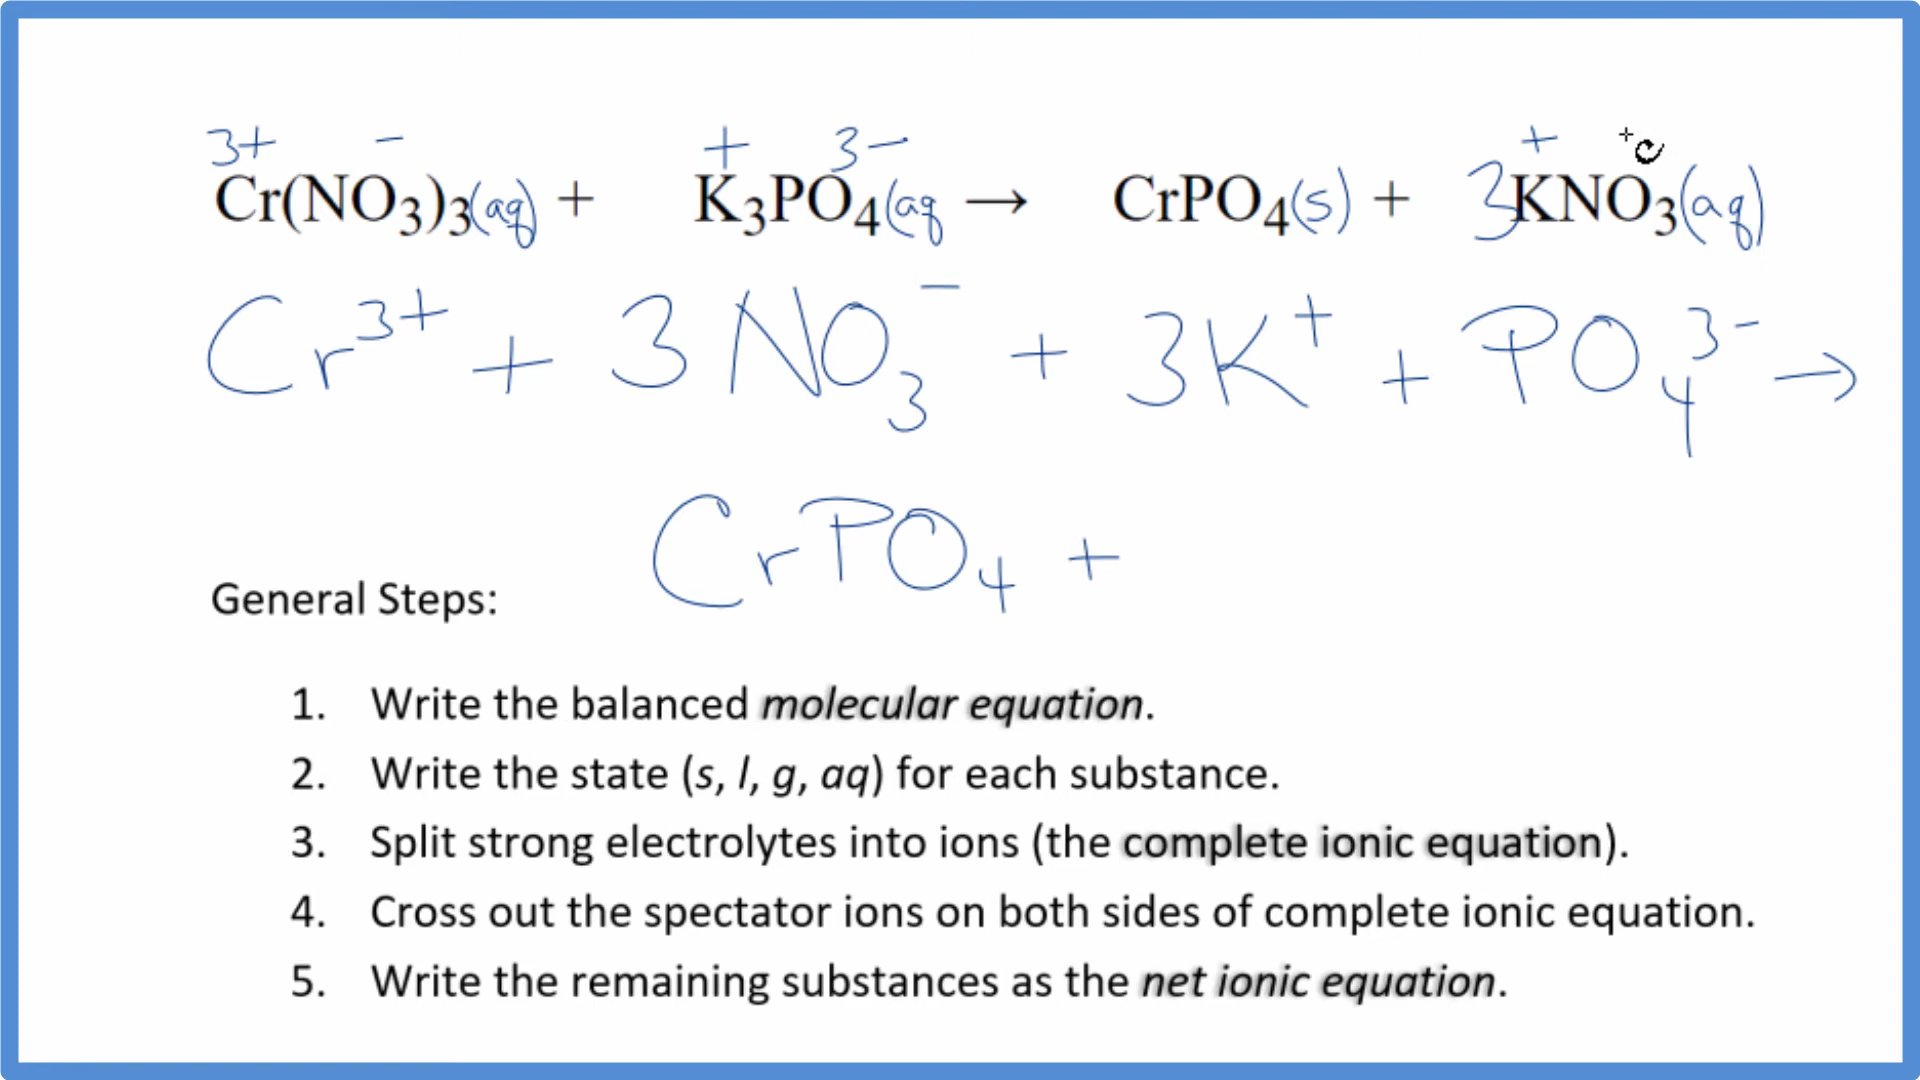 3+ − + 3− +
Cr(NO3)3(aq) + K3PO4(aq → CrPO4(s) + 3KNO3(aq)
Cr3+ + 3NO3− + 3K+ + PO43− →
CrPO4 +
General Steps:
1. Write the balanced molecular equation.
2. Write the state (s, l, g, aq) for each substance.
3. Split strong electrolytes into ions (the complete ionic equation).
4. Cross out the spectator ions on both sides of complete ionic equation.
5. Write the remaining substances as the net ionic equation.